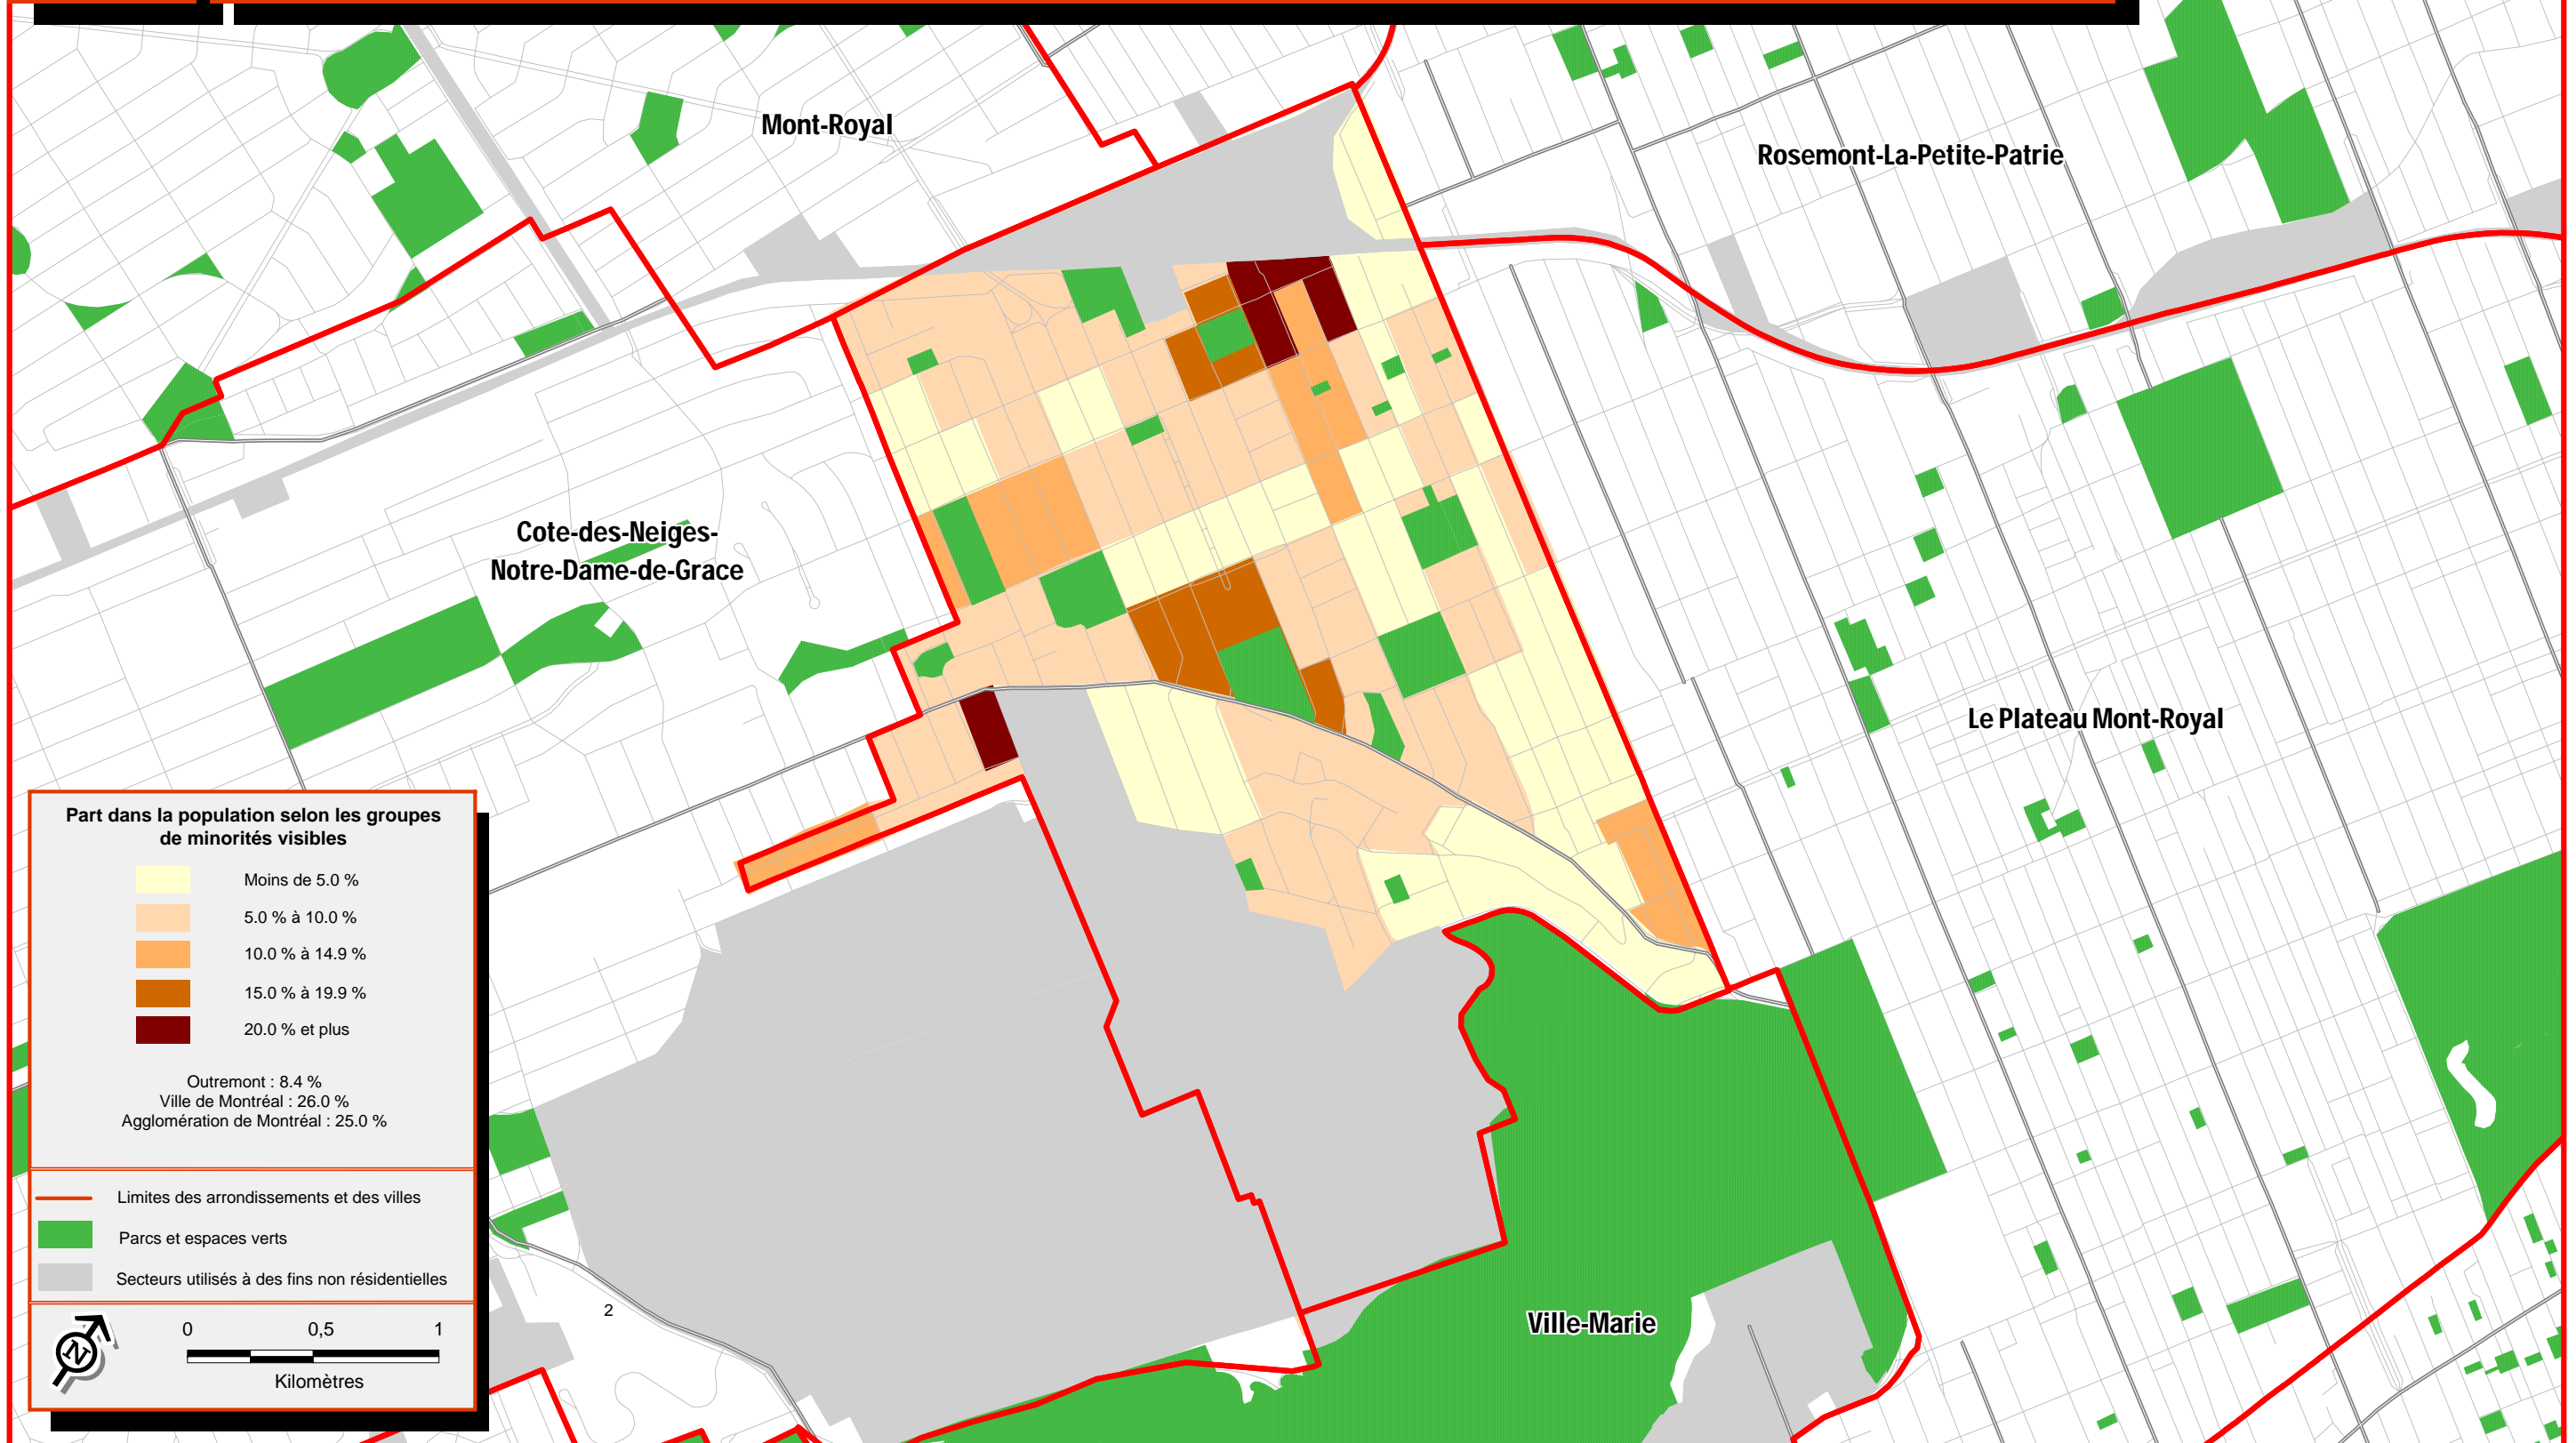 Mont-Royal
Rosemont-La-Petite-Patrie
Cote-des-Neiges-
Notre-Dame-de-Grace
Le Plateau Mont-Royal
Ville-Marie
Part dans la population selon les groupes
de minorités visibles
Moins de 5.0 %
5.0 % à 10.0 %
10.0 % à 14.9 %
15.0 % à 19.9 %
20.0 % et plus
Outremont : 8.4 %
Ville de Montréal : 26.0 %
Agglomération de Montréal : 25.0 %
Limites des arrondissements et des villes
Parcs et espaces verts
Secteurs utilisés à des fins non résidentielles
N
0 0,5 1
Kilomètres
2